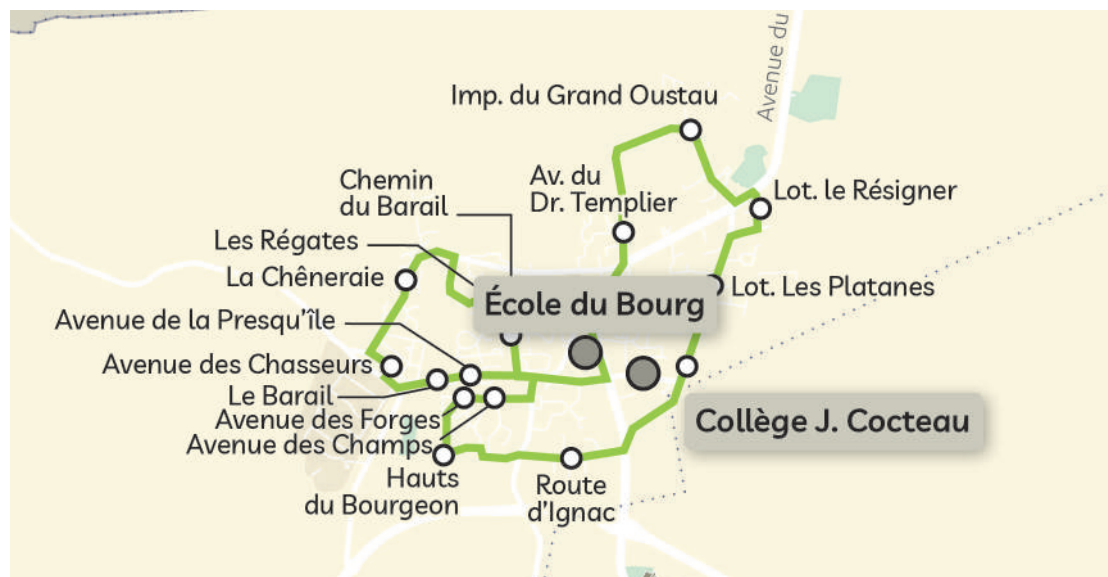 Avenue du
Imp. du Grand Oustau
Chemin
du Barail
Av. du
Dr. Templier
Lot. le Résigner
Les Régates
La Chêneraie
Lot. Les Platanes
École du Bourg
Avenue de la Presqu'île
Avenue des Chasseurs
Le Barail
Avenue des Forges
Avenue des Champs
Collège J. Cocteau
Hauts
du Bourgeon
Route
d'Ignac